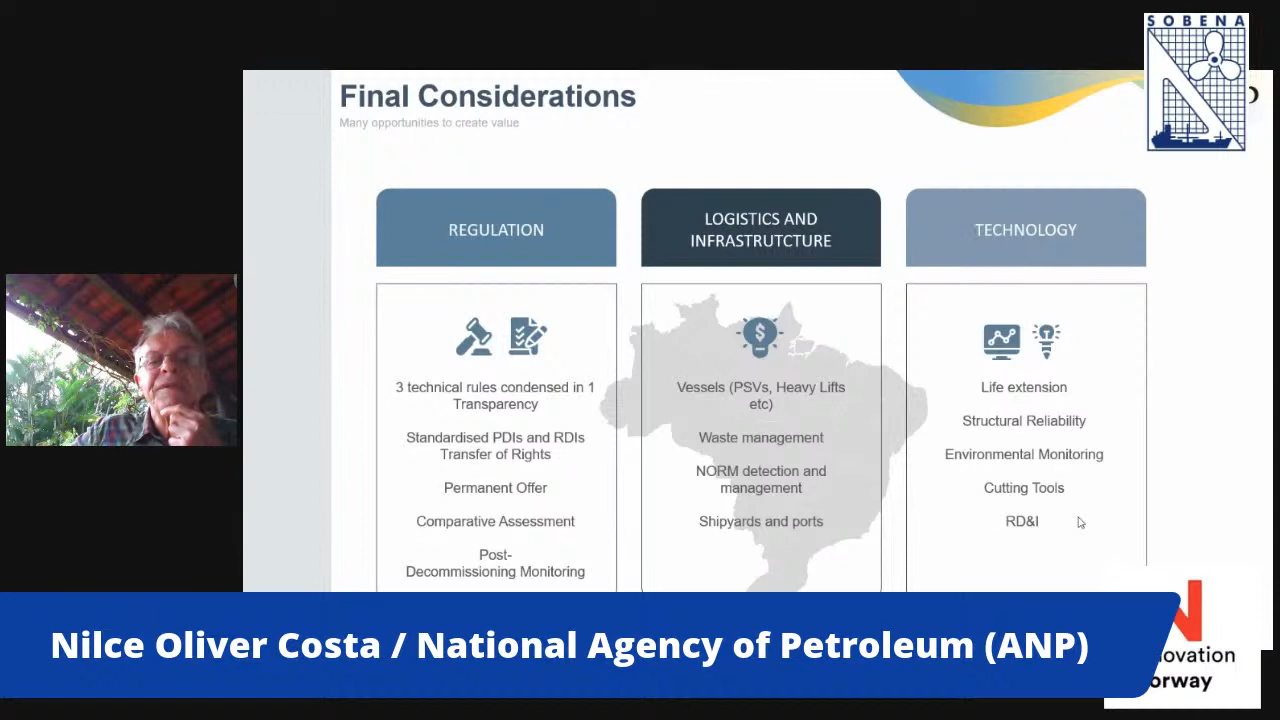 SOBENA
Final Considerations
Many opportunities to create value
REGULATION
3 technical rules condensed in 1
Transparency
Standardised PDIs and RDIs
Transfer of Rights
Permanent Offer
Comparative Assessment
Post-
Decommissioning Monitoring
LOGISTICS AND
INFRASTRUTCTURE
$
Vessels (PSVs, Heavy Lifts
etc)
Waste management
NORM detection and
management
Shipyards and ports
TECHNOLOGY
Life extension
Structural Reliability
Environmental Monitoring
Cutting Tools
RD&I
Nilce Oliver Costa / National Agency of Petroleum (ANP)